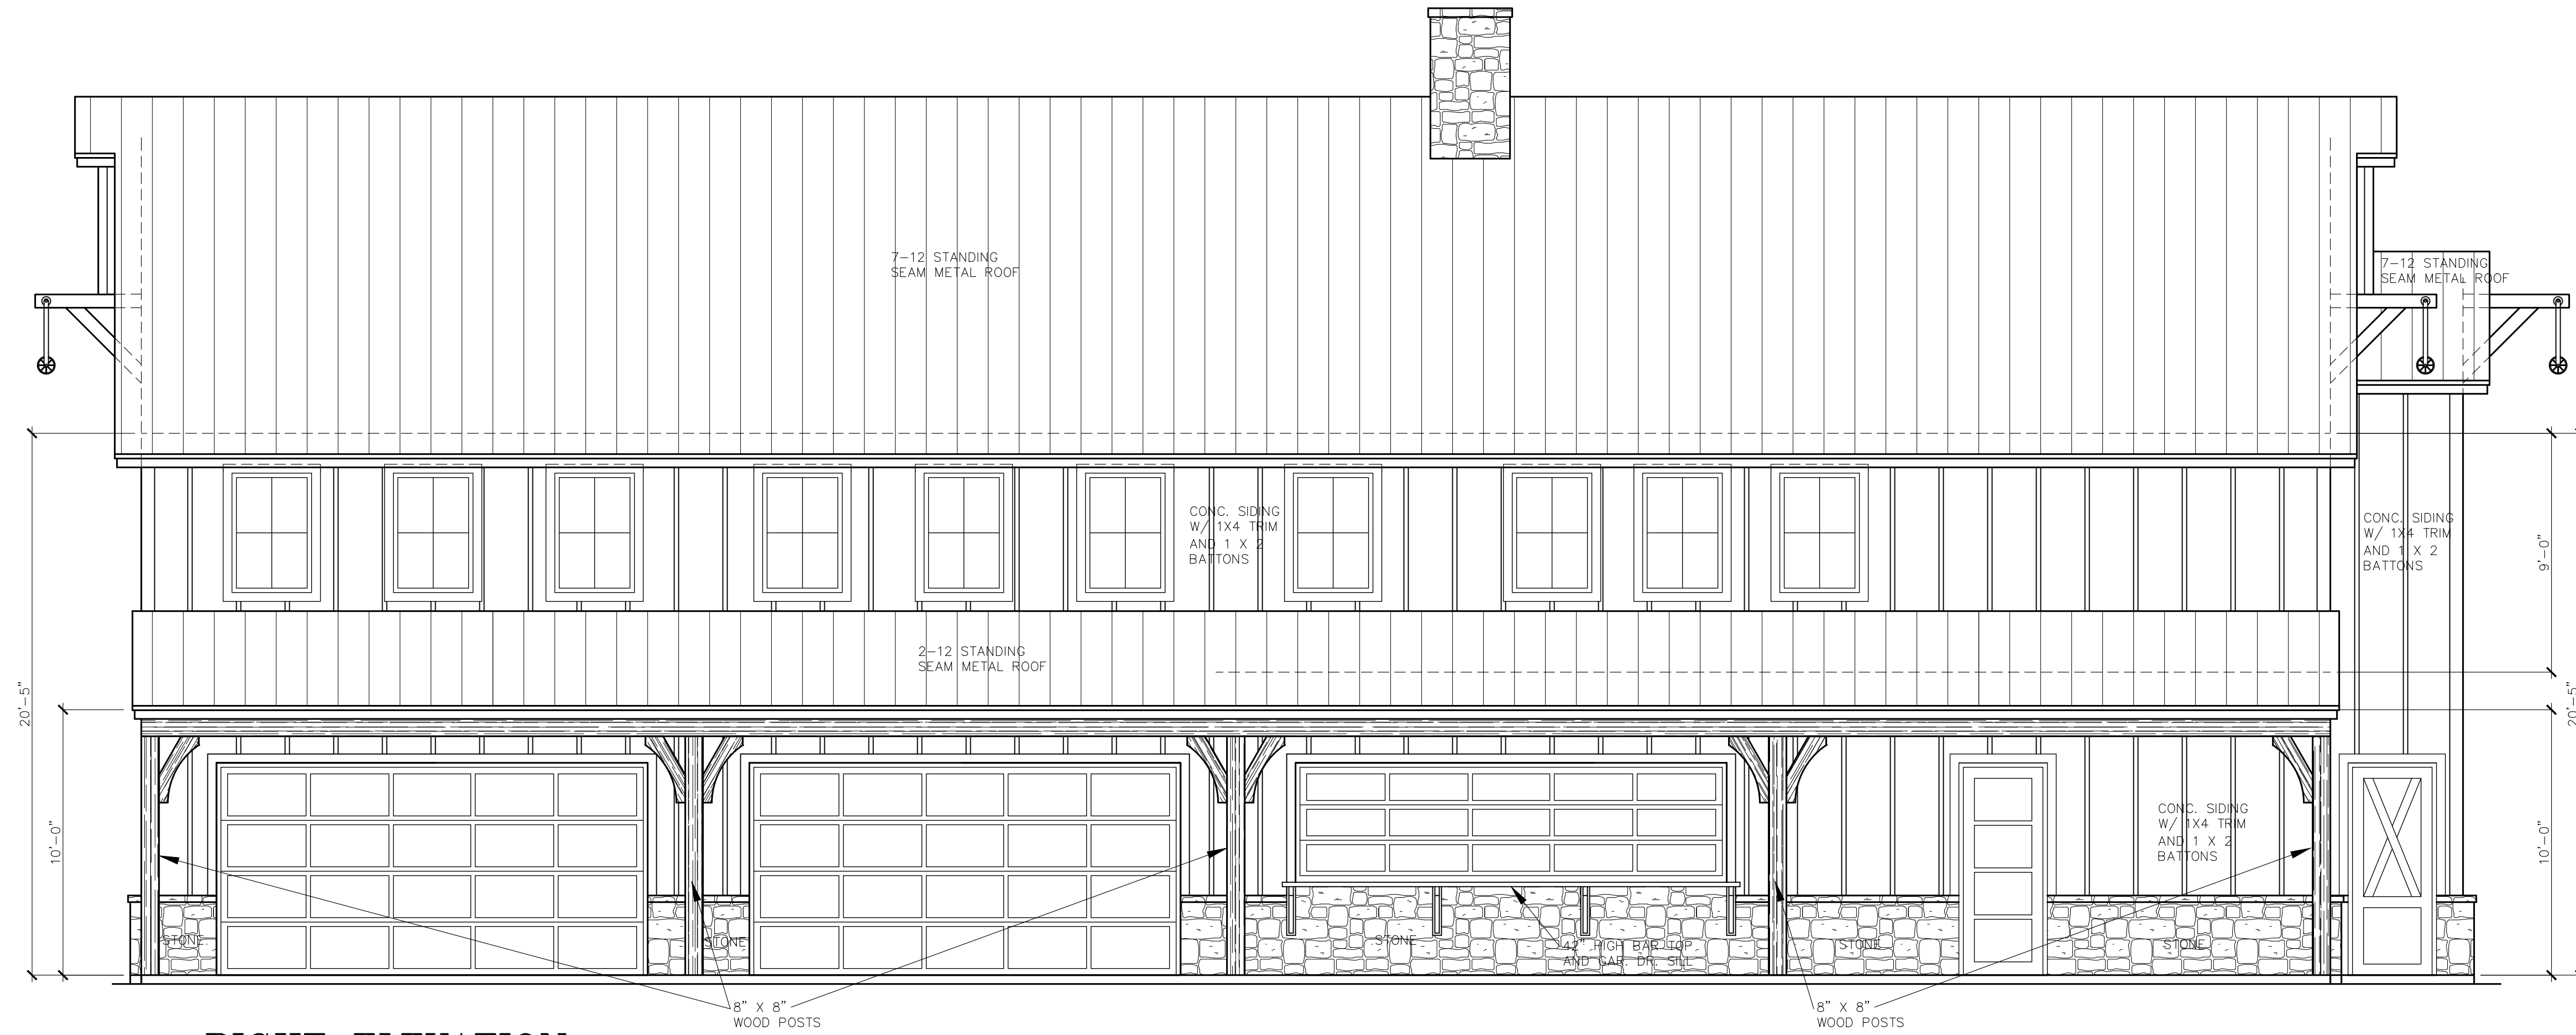 7-12 STANDING
SEAM METAL ROOF
7-12 STANDING
SEAM METAL ROOF
CONC. SIDING
W/ 1X4 TRIM
AND 1 X 2
BATTONS
CONC. SIDING
W/ 1X4 TRIM
AND 1 X 2
BATTONS
9'-0"
2-12 STANDING
SEAM METAL ROOF
20'-5"
20'-5"
10'-0"
10'-0"
CONC. SIDING
W/ 1X4 TRIM
AND 1 X 2
BATTONS
STONE
STONE
STONE
42" HIGH BAR TOP
AND GAR. DR. SILL
STONE
STONE
8" X 8"
WOOD POSTS
8" X 8"
WOOD POSTS
RIGHT ELEVATION